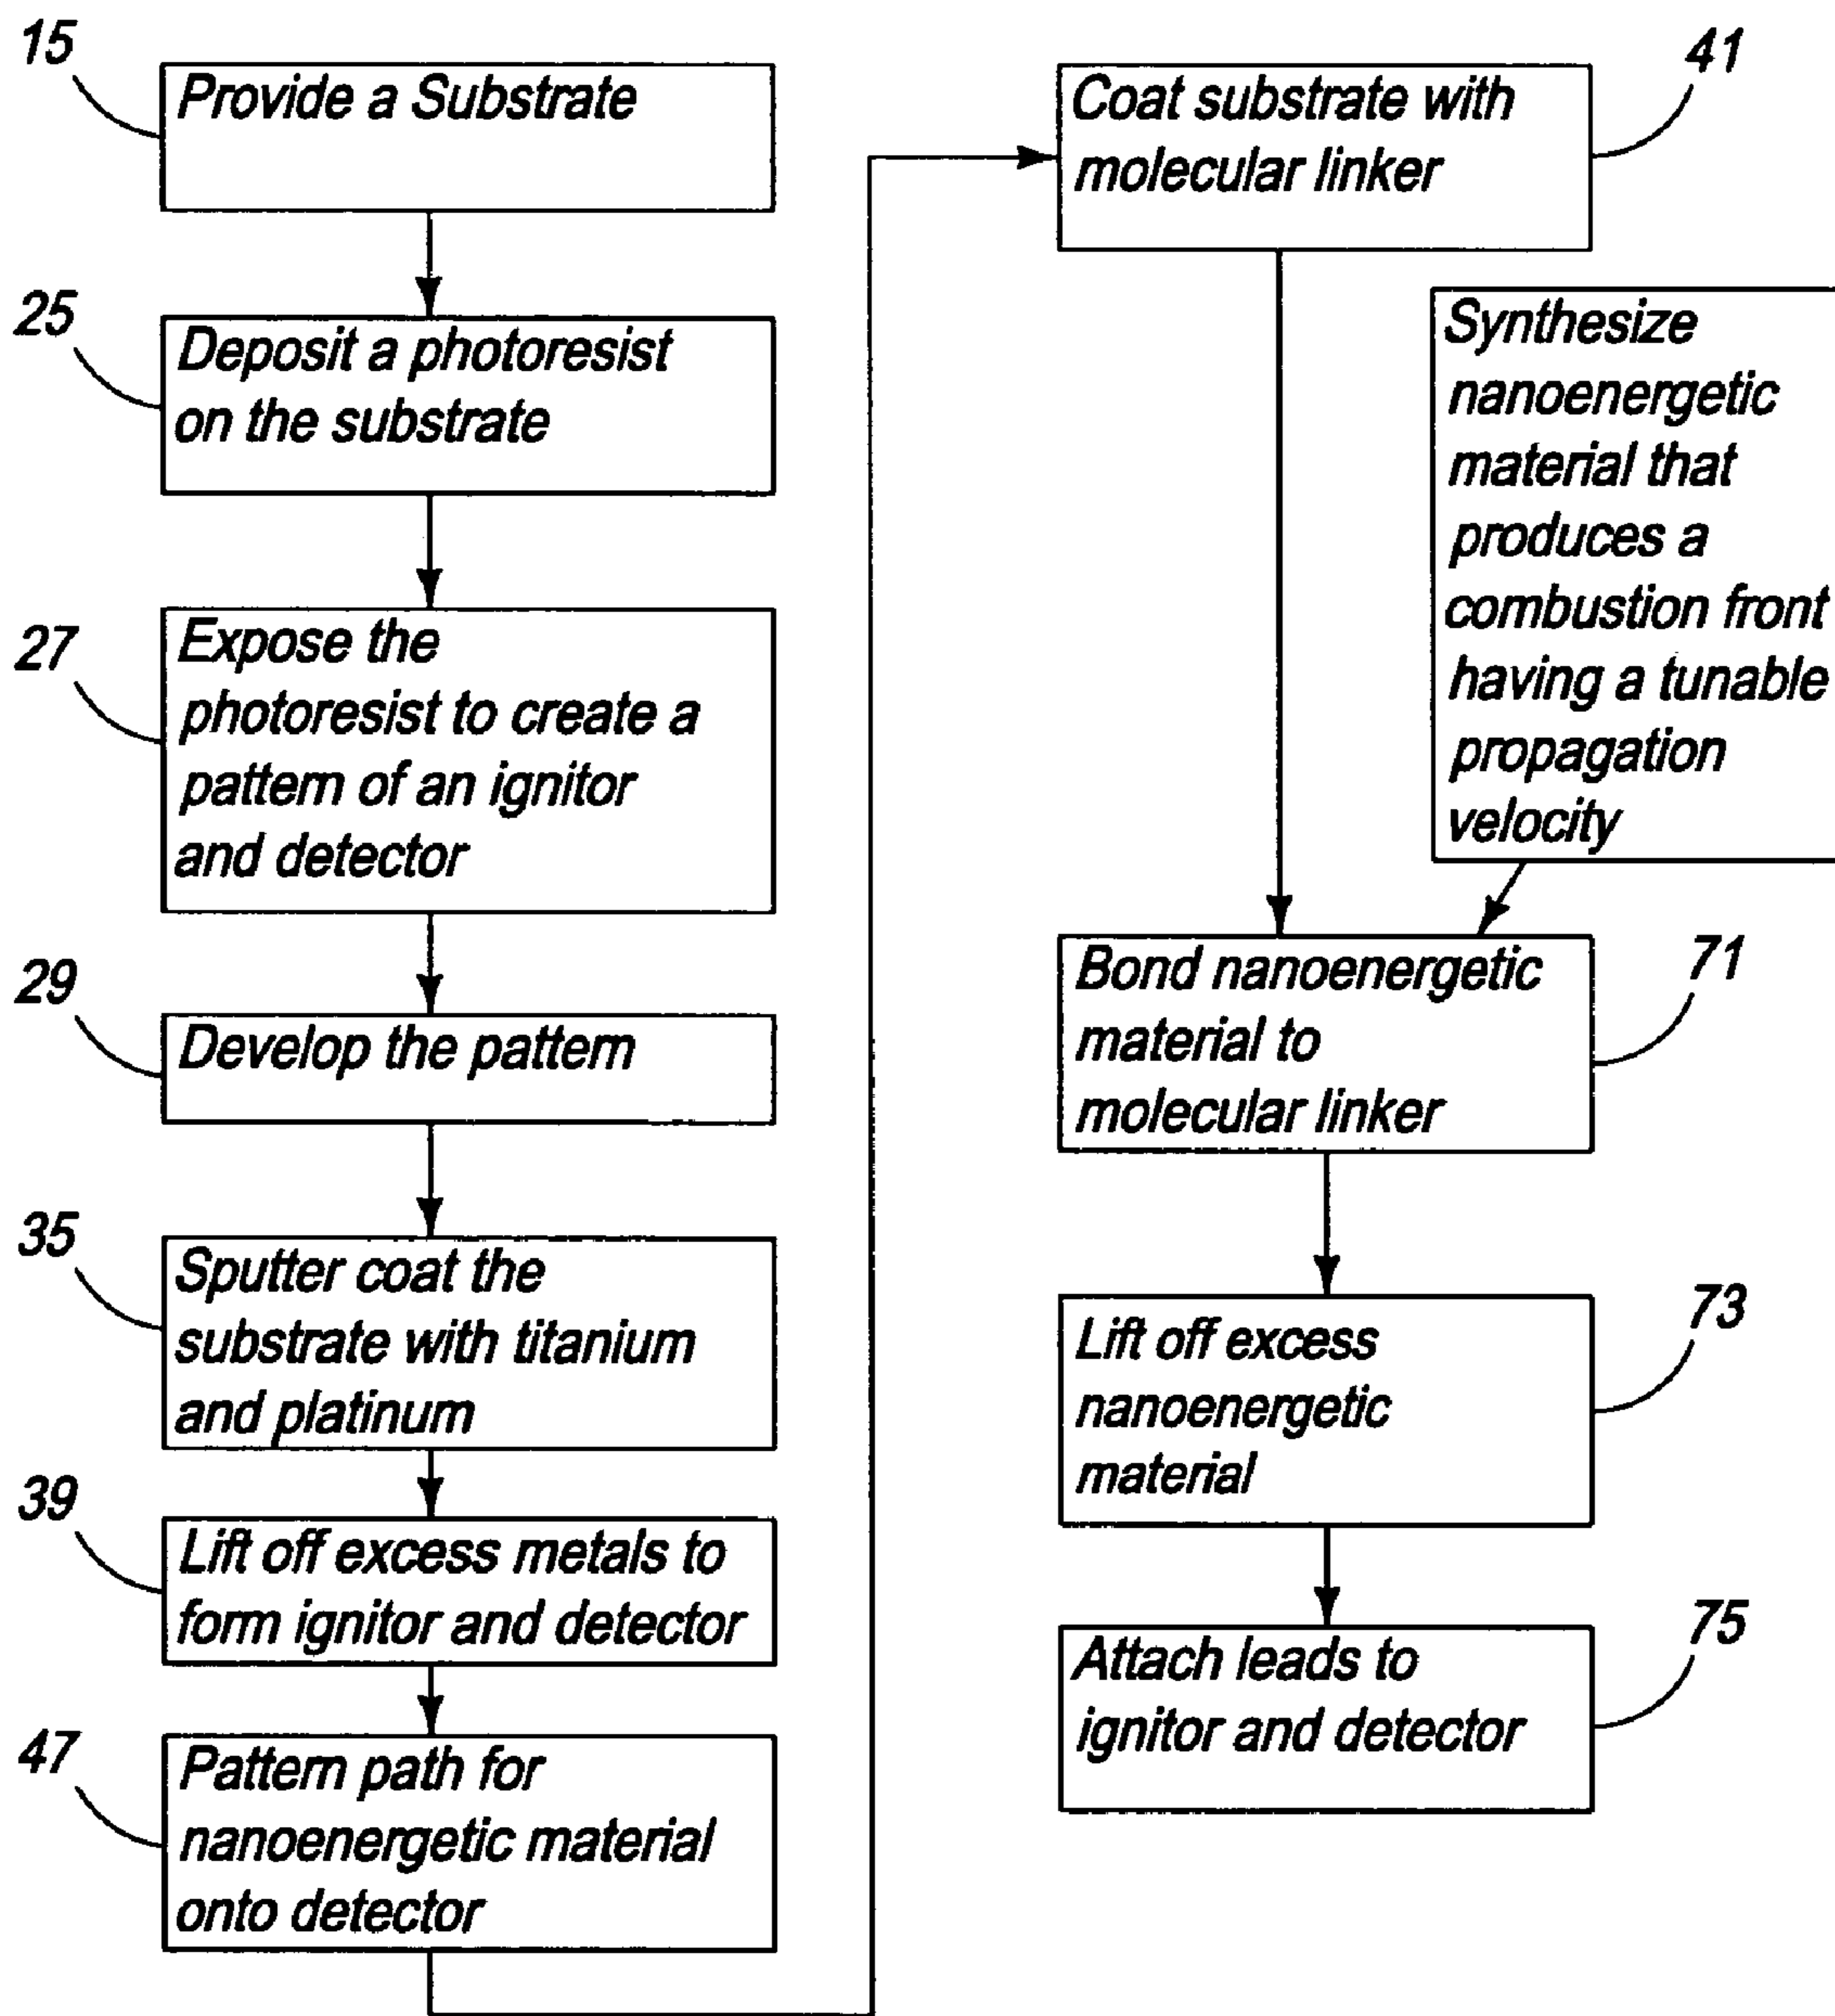 15
Provide a Substrate
25
Deposit a photoresist
on the substrate
27
Expose the
photoresist to create a
pattern of an ignitor
and detector
29
Develop the pattern
35
Sputter coat the
substrate with titanium
and platinum
39
Lift off excess metals to
form ignitor and detector
47
Pattern path for
nanoenergetic material
onto detector
41
Coat substrate with
molecular linker
Synthesize
nanoenergetic
material that
produces a
combustion front
having a tunable
propagation
velocity
71
Bond nanoenergetic
material to
molecular linker
73
Lift off excess
nanoenergetic
material
75
Attach leads to
ignitor and detector